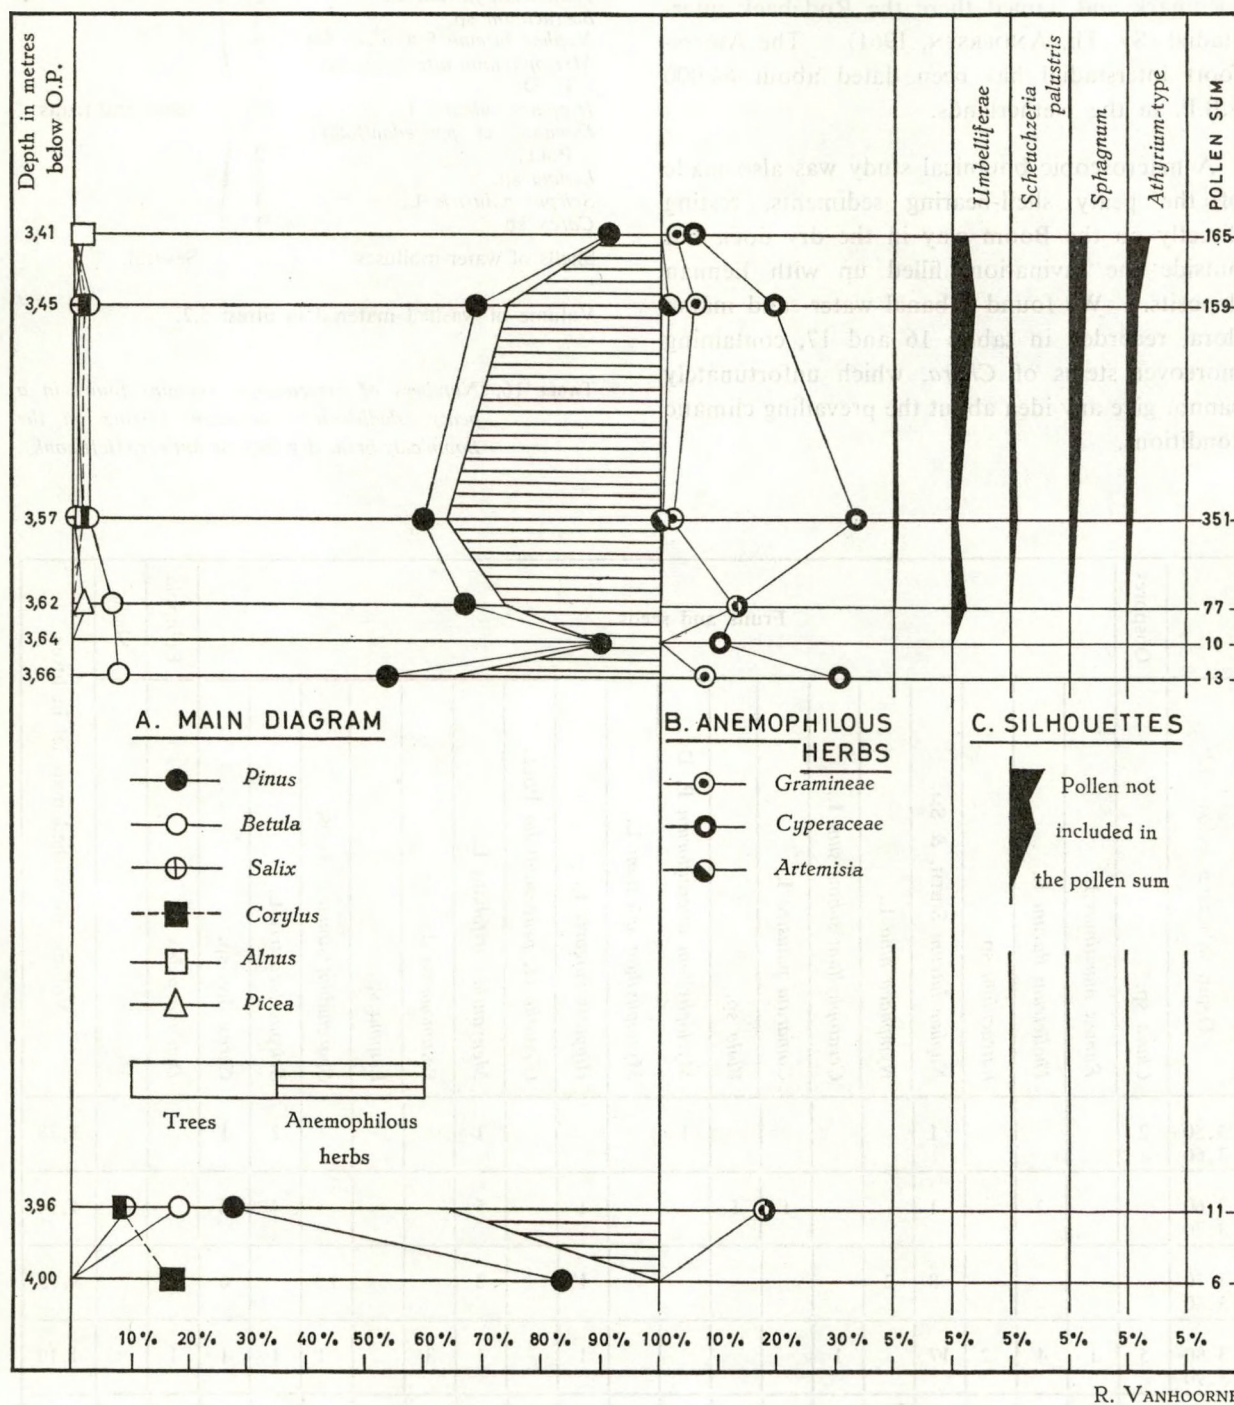 Depth in metres
below O.P.
Umbelliferae
Scheuchzeria
palustris
Sphagnum
Athyrium-type
POLLEN SUM
3,41
165
3,45
159
3,57
351
3,62
77
3,64
10
3,66
13
A. MAIN DIAGRAM
Pinus
Betula
Salix
Corylus
Alnus
Picea
Trees
Anemophilous
herbs
B. ANEMOPHILOUS
HERBS
Gramineae
Cyperaceae
Artemisia
C. SILHOUETTES
Pollen not
included in
the pollen sum
3,96
11
4,00
6
10% 20% 30% 40% 50% 60% 70% 80% 90% 100% 10% 20% 30% 5% 5% 5% 5% 5% 5%
R. VANHOORNE